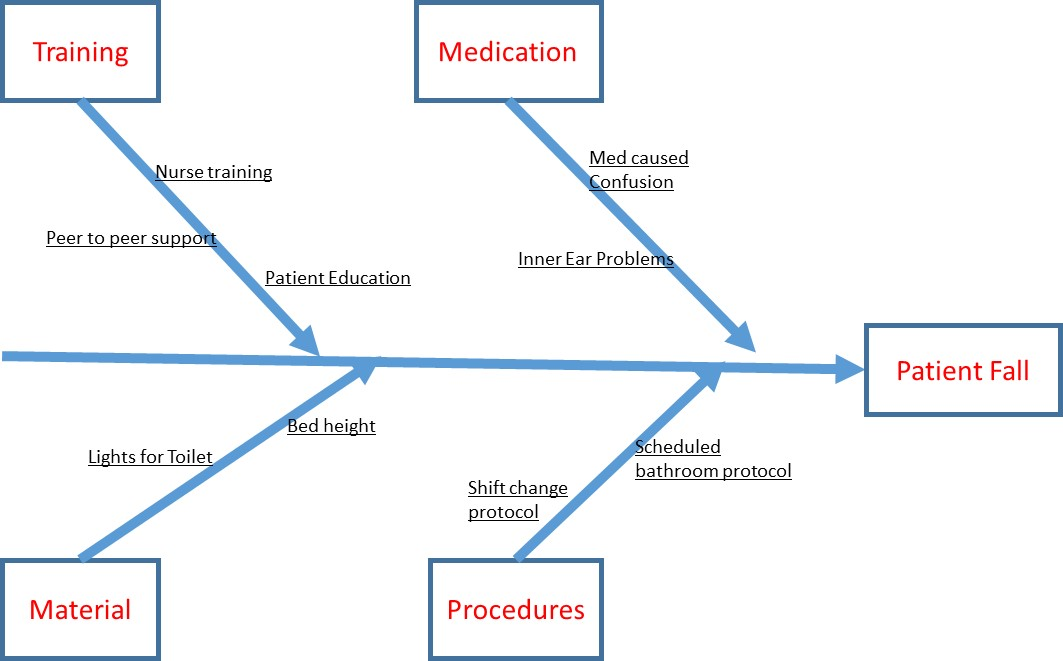 Training
Medication
Nurse training
Med caused
Confusion
Peer to peer support
Inner Ear Problems
Patient Education
Patient Fall
Bed height
Lights for Toilet
Scheduled
bathroom protocol
Shift change
protocol
Material
Procedures